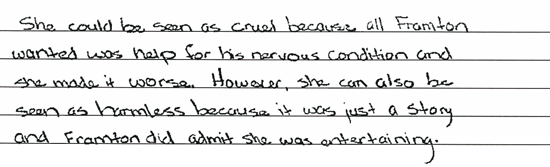 She could be seen as cruel because all Framton
wanted was help for his nervous condition and
she made it worse. However, she can also be
seen as harmless because it was just a story
and Framton did admit she was entertaining.